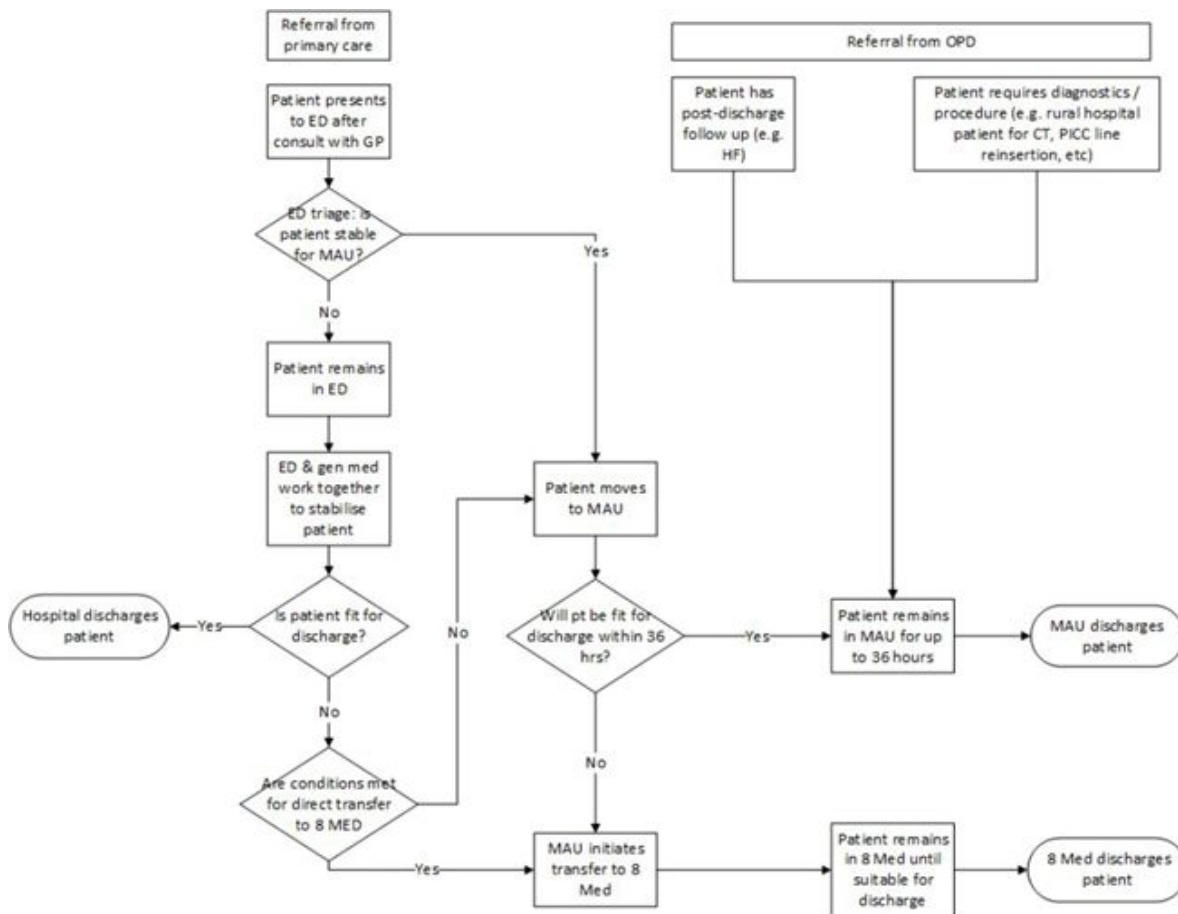 Referral from
primary care
Referral from OPD
Patient presents
to ED after
consult with GP
Patient has
post-discharge
follow up (e.g.
HF)
Patient requires diagnostics /
procedure (e.g. rural hospital
patient for CT, PICC line
reinsertion, etc)
ED triage: is
patient stable
for MAU?
Yes
No
Patient remains
in ED
ED & gen med
work together
to stabilise
patient
Patient moves
to MAU
Hospital discharges
patient
Yes
Is patient fit for
discharge?
No
Will pt be fit for
discharge within 36
hrs?
Yes
Patient remains
in MAU for up
to 36 hours
MAU discharges
patient
No
No
Are conditions met
for direct transfer
to 8 MED
Yes
MAU initiates
transfer to 8
Med
Patient remains
in 8 Med until
suitable for
discharge
8 Med discharges
patient